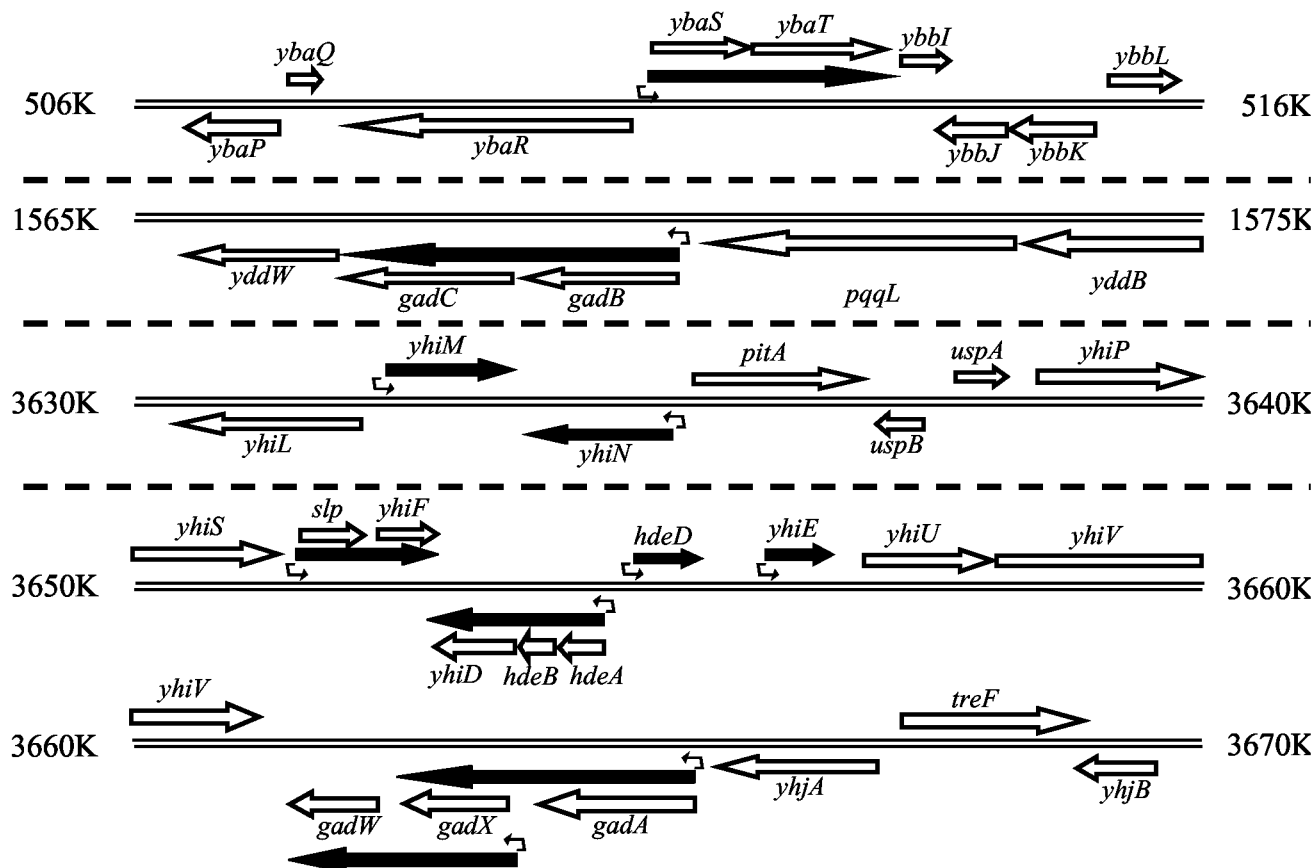 ybaS ybaT
ybaQ ybbI ybbL
506K 516K
ybaP ybaR ybbJ ybbK
1565K 1575K
yddW gadC gadB pqqL yddB
yhiM pitA uspA yhiP
3630K 3640K
yhiL yhiN uspB
yhiS slp yhiF hdeD yhiE yhiU yhiV
3650K 3660K
yhiD hdeB hdeA
yhiV treF
3660K 3670K
yhjA yhjB
gadW gadX gadA